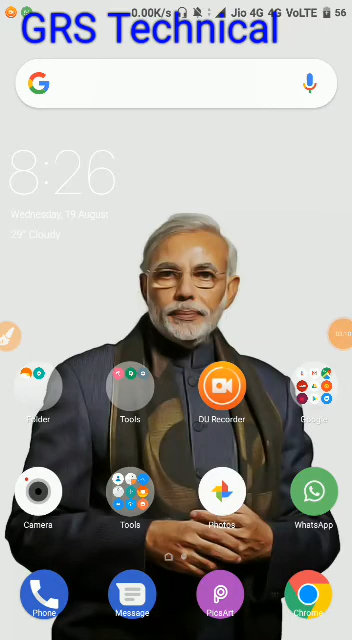 0.00K/s Jio 4G 4G VoLTE 56
GRS Technical
8:26
Wednesday, 19 August
29° Cloudy
Folder
Tools
DU Recorder
Google
Camera
Tools
Photos
WhatsApp
Phone
Message
PicsArt
Chrome